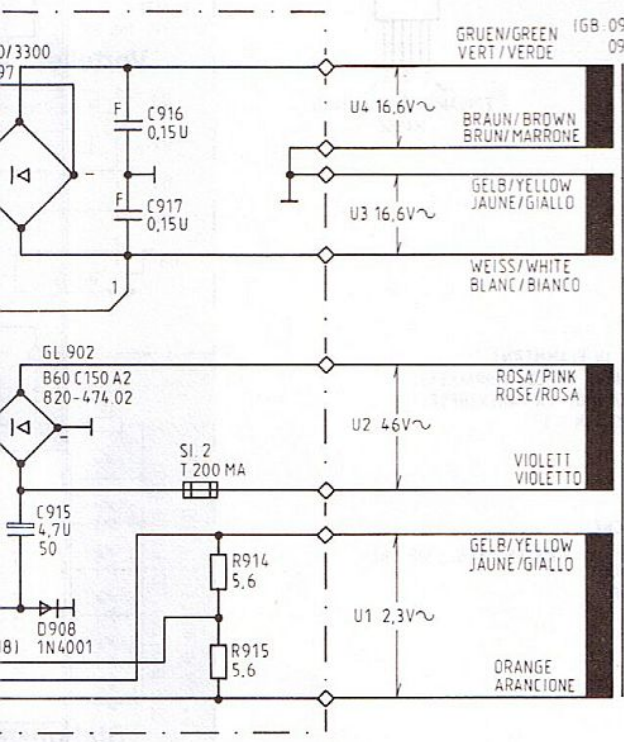 GRUEN/GREEN
VERT/VERDE
IGB:09
09
0/3300
97
F
C916
0,15U
U4 16,6V~
BRAUN/BROWN
BRUN/MARRONE
F
C917
0,15U
U3 16,6V~
GELB/YELLOW
JAUNE/GIALLO
-
1
WEISS/WHITE
BLANC/BIANCO
GL 902
B60 C150 A2
820-474.02
-
ROSA/PINK
ROSE/ROSA
U2 46V~
SI. 2
T 200 MA
VIOLETT
VIOLETTO
C915
4,7U
50
GELB/YELLOW
JAUNE/GIALLO
R914
5,6
U1 2,3V~
D908
1N4001
18)
R915
5,6
ORANGE
ARANCIONE